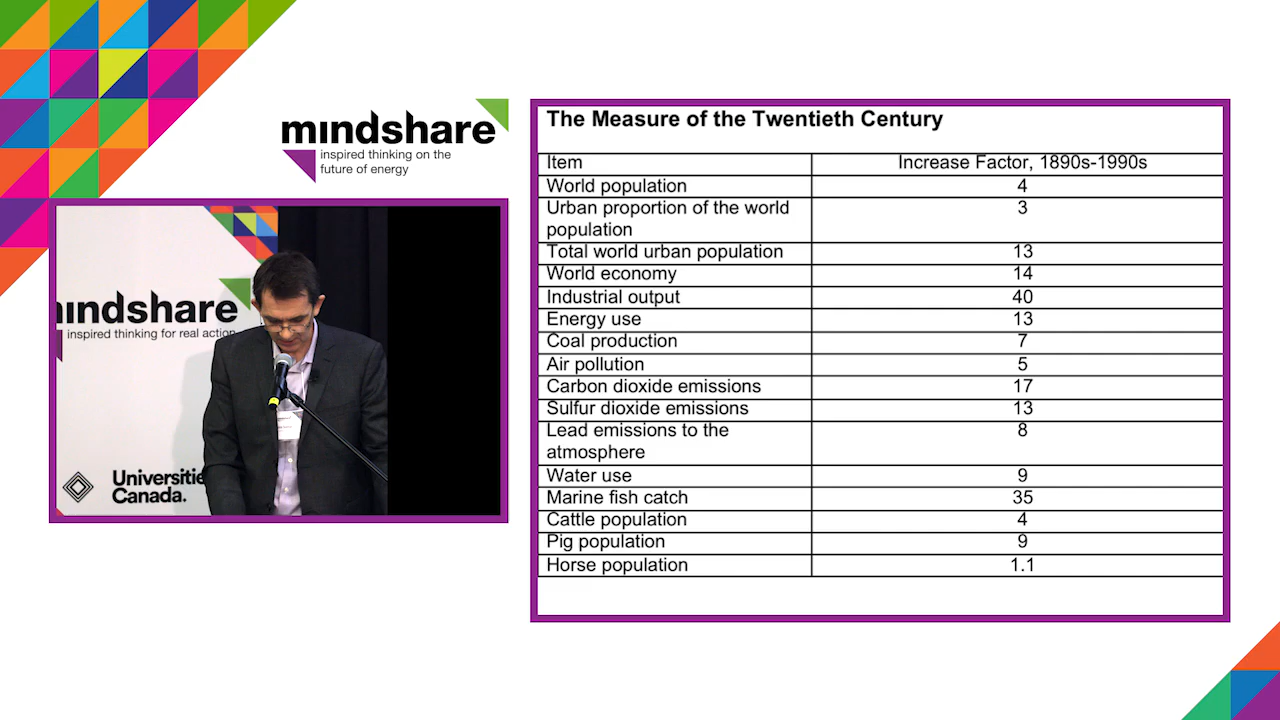 mındshare
inspired thinking on the
future of energy
The Measure of the Twentieth Century
Item Increase Factor, 1890s-1990s
World population 4
Urban proportion of the world 3
population
Total world urban population 13
World economy 14
Industrial output 40
Energy use 13
Coal production 7
Air pollution 5
Carbon dioxide emissions 17
Sulfur dioxide emissions 13
Lead emissions to the 8
atmosphere
Water use 9
Marine fish catch 35
Cattle population 4
Pig population 9
Horse population 1.1
ındshare
inspired thinking for real action
Universitie
Canada.